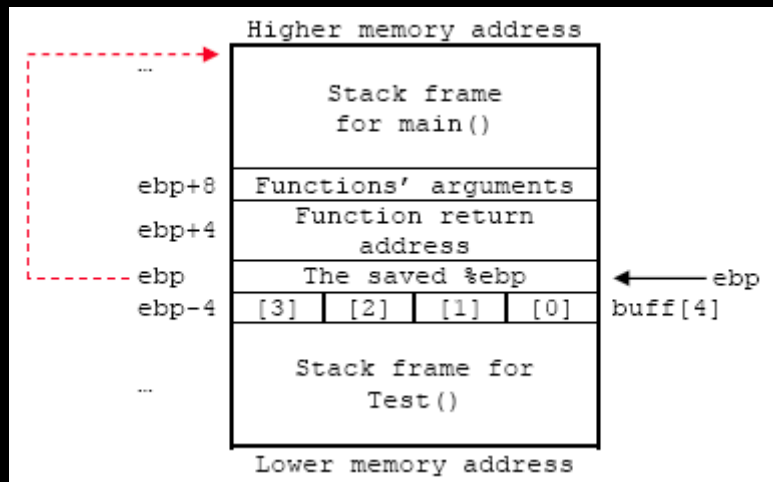 Higher memory address
...
Stack frame
for main()
ebp+8 Functions' arguments
ebp+4 Function return
address
ebp The saved %ebp ebp
ebp-4 [3] [2] [1] [0] buff[4]
Stack frame for
... Test()
Lower memory address